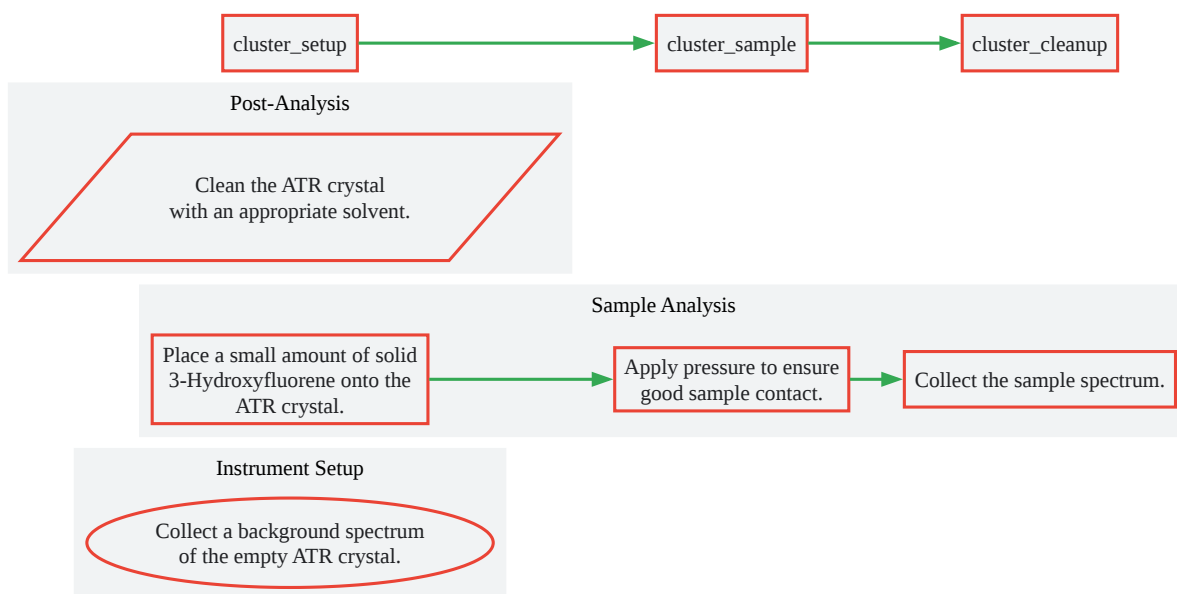 cluster_setup
cluster_sample
cluster_cleanup
Post-Analysis
Clean the ATR crystal
with an appropriate solvent.
Sample Analysis
Place a small amount of solid
3-Hydroxyfluorene onto the
ATR crystal.
Apply pressure to ensure
good sample contact.
Collect the sample spectrum.
Instrument Setup
Collect a background spectrum
of the empty ATR crystal.